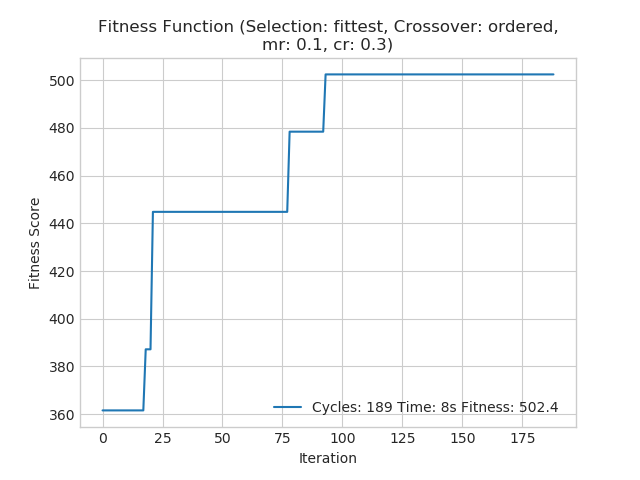 Fitness Function (Selection: fittest, Crossover: ordered,
mr: 0.1, cr: 0.3)
Fitness Score
500
480
460
440
420
400
380
360
Cycles: 189 Time: 8s Fitness: 502.4
0 25 50 75 100 125 150 175
Iteration